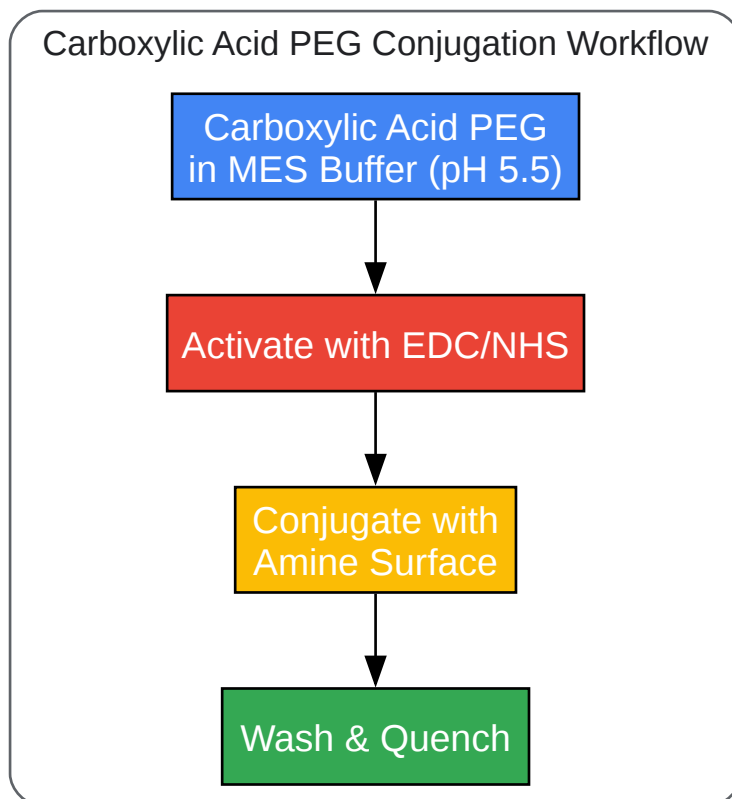 Carboxylic Acid PEG Conjugation Workflow
Carboxylic Acid PEG
in MES Buffer (pH 5.5)
Activate with EDC/NHS
Conjugate with
Amine Surface
Wash & Quench